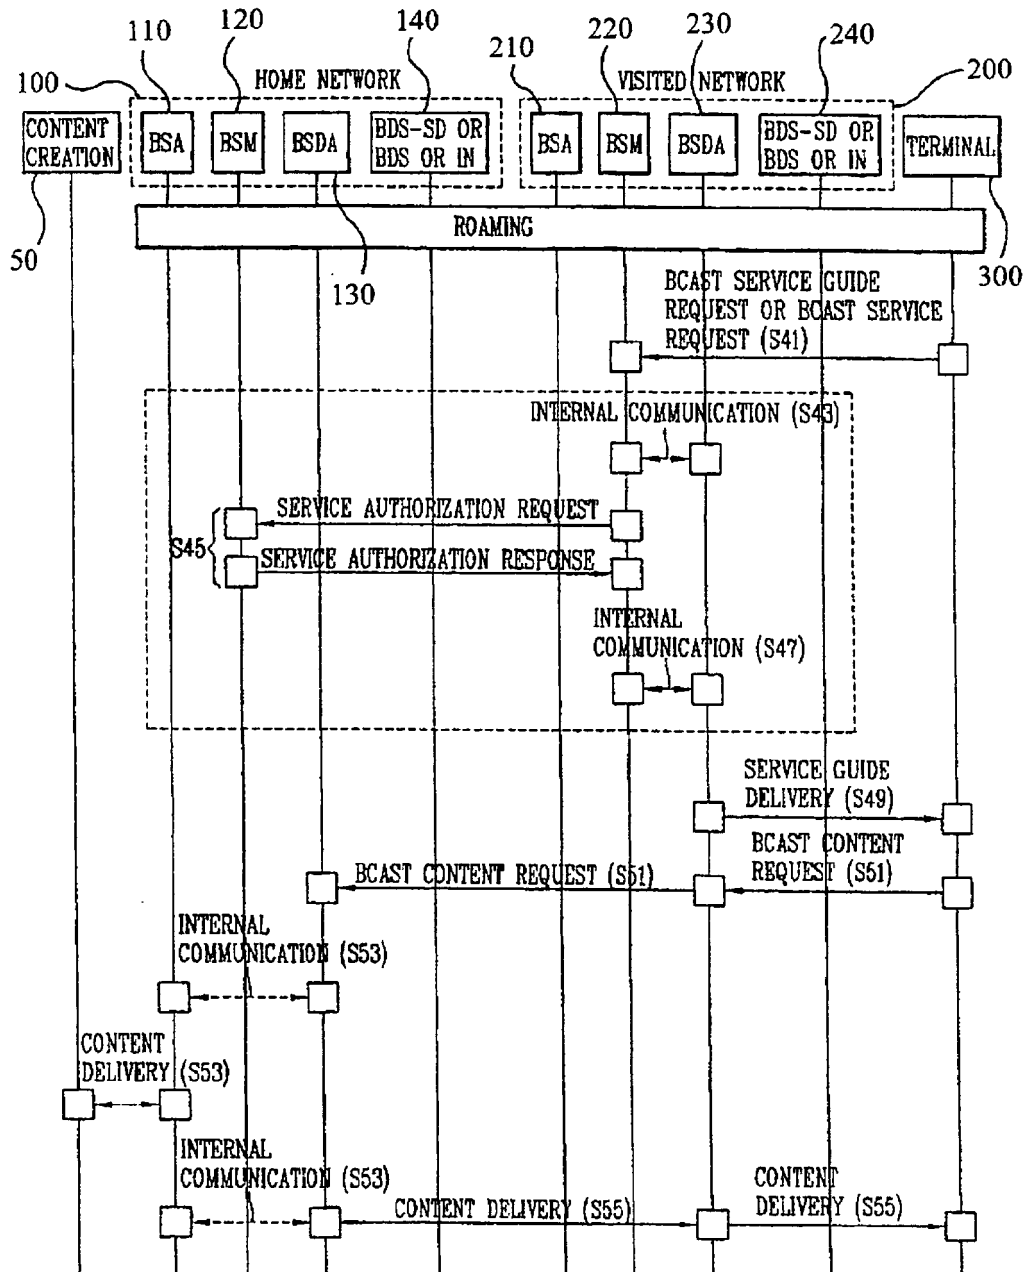 110
120
140
210
220
230
240
100
HOME NETWORK
VISITED NETWORK
200
CONTENT
CREATION
BSA
BSM
BSDA
BDS-SD OR
BDS OR IN
BSA
BSM
BSDA
BDS-SD OR
BDS OR IN
TERMINAL
ROAMING
50
130
300
BCAST SERVICE GUIDE
REQUEST OR BCAST SERVICE
REQUEST (S41)
INTERNAL COMMUNICATION (S43)
SERVICE AUTHORIZATION REQUEST
S45
SERVICE AUTHORIZATION RESPONSE
INTERNAL
COMMUNICATION (S47)
SERVICE GUIDE
DELIVERY (S49)
BCAST CONTENT REQUEST (S51)
BCAST CONTENT
REQUEST (S51)
INTERNAL
COMMUNICATION (S53)
CONTENT
DELIVERY (S53)
INTERNAL
COMMUNICATION (S53)
CONTENT DELIVERY (S55)
CONTENT
DELIVERY (S55)